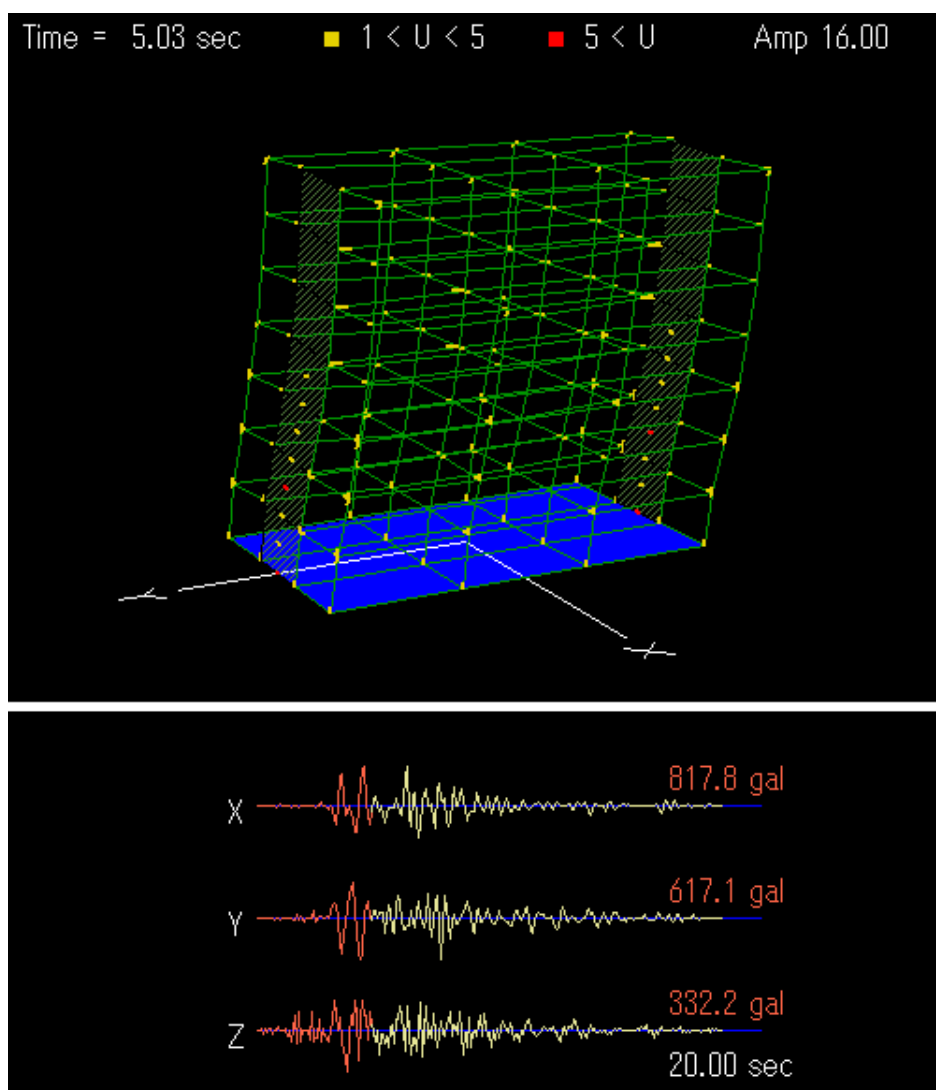 Time = 5.03 sec 1 < U < 5 5 < U Amp 16.00
Y
X
817.8 gal
X
617.1 gal
Y
332.2 gal
Z
20.00 sec